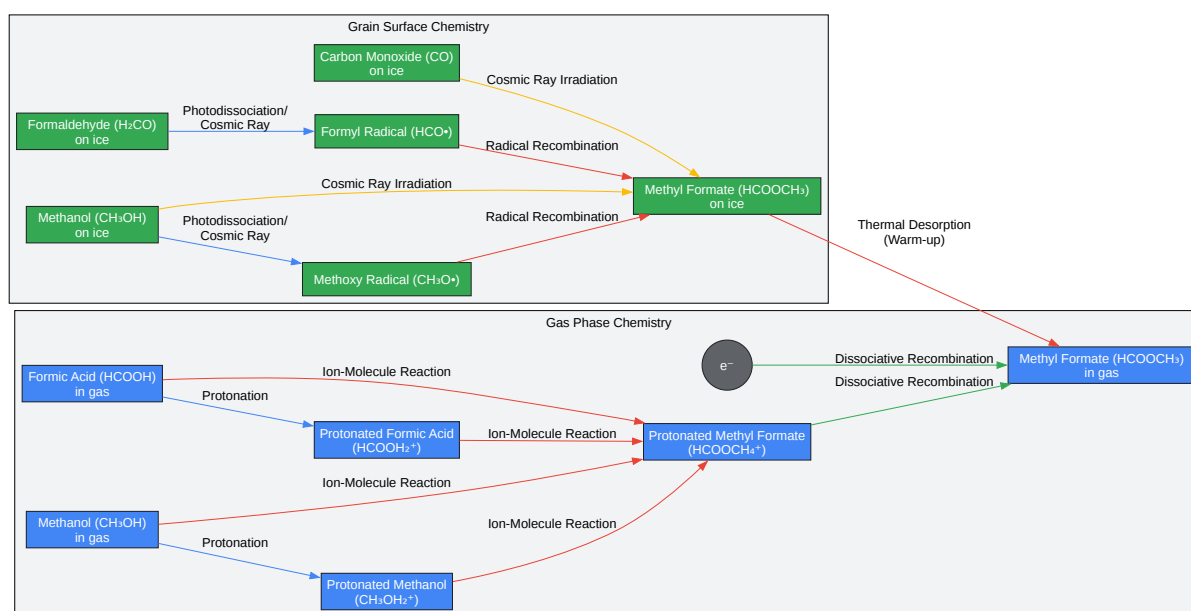 Grain Surface Chemistry
Carbon Monoxide (CO)
on ice
Cosmic Ray Irradiation
Photodissociation/
Cosmic Ray
Formaldehyde (H₂CO)
on ice
Formyl Radical (HCO•)
Radical Recombination
Cosmic Ray Irradiation
Methyl Formate (HCOOCH₃)
on ice
Methanol (CH₃OH)
on ice
Photodissociation/
Cosmic Ray
Radical Recombination
Thermal Desorption
(Warm-up)
Methoxy Radical (CH₃O•)
Gas Phase Chemistry
Formic Acid (HCOOH)
in gas
Ion-Molecule Reaction
e⁻
Dissociative Recombination
Methyl Formate (HCOOCH₃)
in gas
Dissociative Recombination
Protonation
Protonated Formic Acid
(HCOOH₂⁺)
Ion-Molecule Reaction
Protonated Methyl Formate
(HCOOCH₄⁺)
Ion-Molecule Reaction
Methanol (CH₃OH)
in gas
Ion-Molecule Reaction
Protonation
Protonated Methanol
(CH₃OH₂⁺)